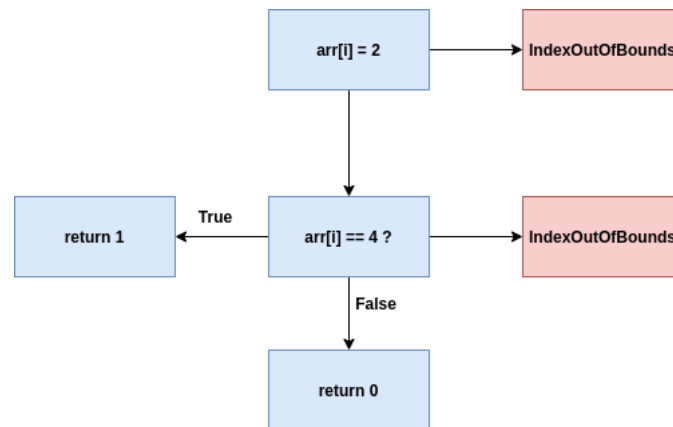 arr[i] = 2
IndexOutOfBounds
True
return 1
arr[i] == 4 ?
IndexOutOfBounds
False
return 0